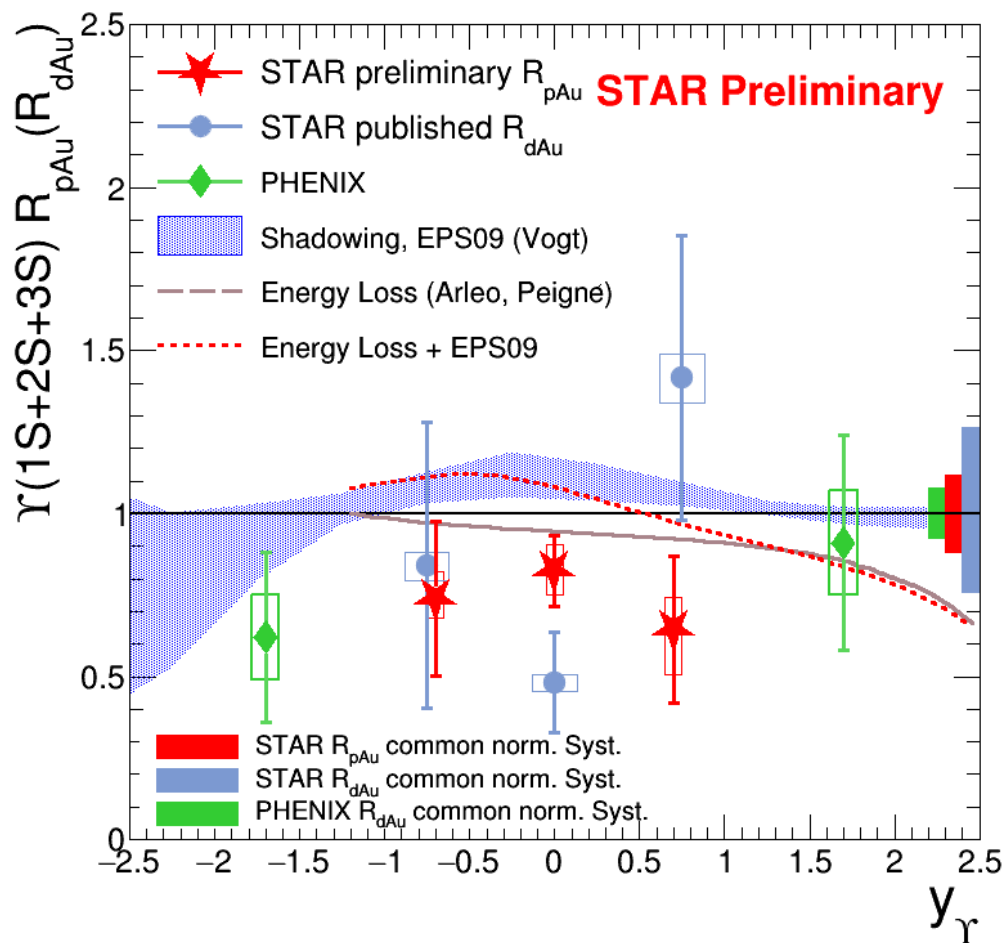 ϒ(1S+2S+3S) R_pAu(R_dAu)
STAR Preliminary
STAR preliminary R_pAu
STAR published R_dAu
PHENIX
Shadowing, EPS09 (Vogt)
Energy Loss (Arleo, Peigné)
Energy Loss + EPS09
STAR R_pAu common norm. Syst.
STAR R_dAu common norm. Syst.
PHENIX R_dAu common norm. Syst.
2.5
2
1.5
1
0.5
0
−2.5 −2 −1.5 −1 −0.5 0 0.5 1 1.5 2 2.5
y_ϒ